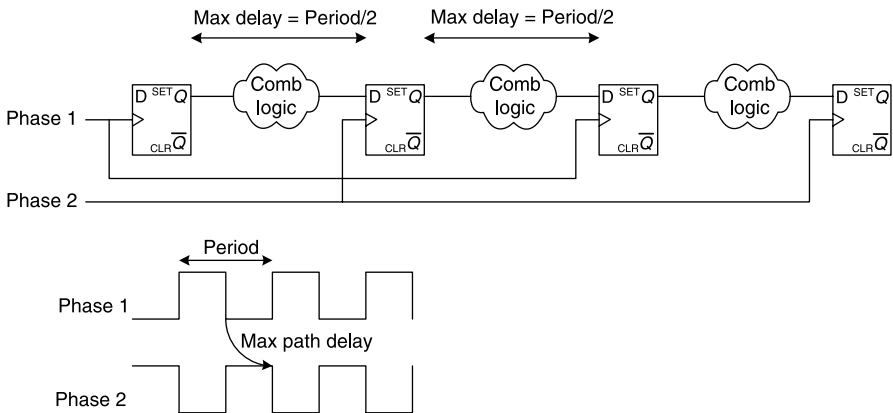 Max delay = Period/2
Max delay = Period/2
D SET Q
Comb
logic
D SET Q
Comb
logic
D SET Q
Comb
logic
D SET Q
Phase 1
CLR Q
CLR Q
CLR Q
CLR Q
Phase 2
Period
Phase 1
Max path delay
Phase 2